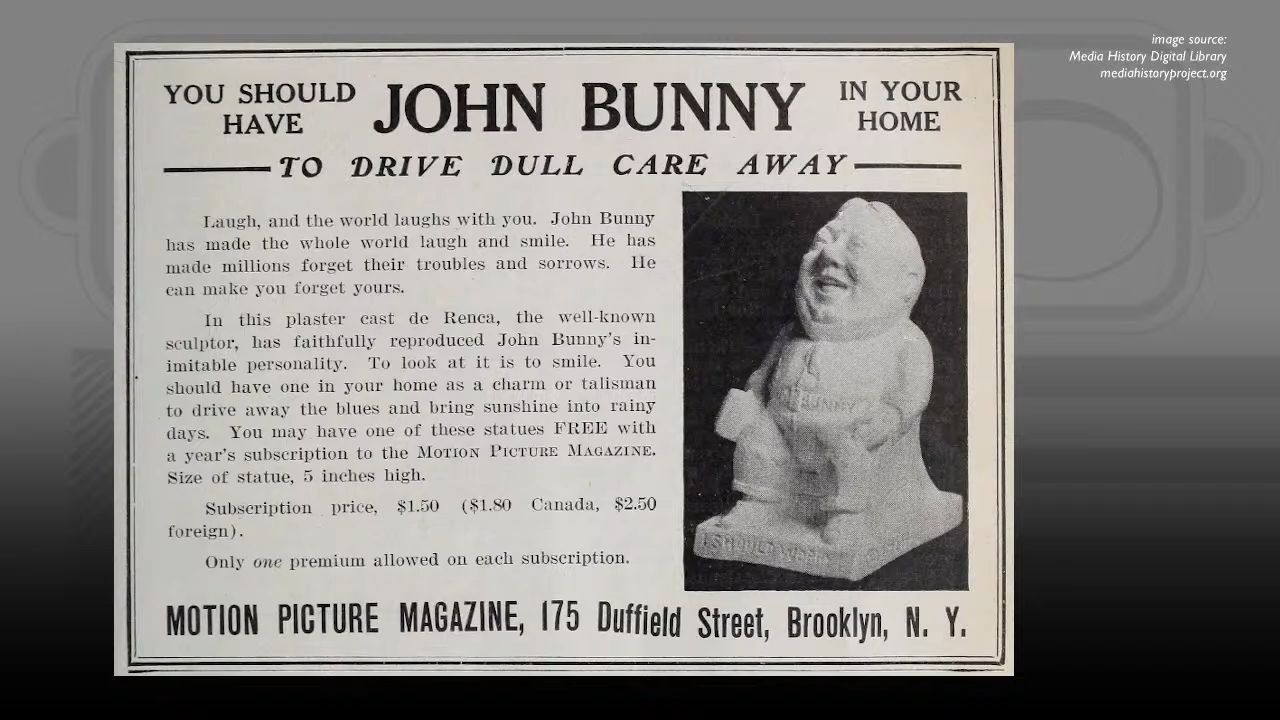 image source:
Media History Digital Library
mediahistoryproject.org
YOU SHOULD HAVE JOHN BUNNY IN YOUR HOME
TO DRIVE DULL CARE AWAY
Laugh, and the world laughs with you. John Bunny
has made the whole world laugh and smile. He has
made millions forget their troubles and sorrows. He
can make you forget yours.
In this plaster cast de Renca, the well-known
sculptor, has faithfully reproduced John Bunny's in-
imitable personality. To look at it is to smile. You
should have one in your home as a charm or talisman
to drive away the blues and bring sunshine into rainy
days. You may have one of these statues FREE with
a year's subscription to the MOTION PICTURE MAGAZINE.
Size of statue, 5 inches high.
Subscription price, $1.50 ($1.80 Canada, $2.50
foreign).
Only one premium allowed on each subscription.
BUNNY
I SHOULD WORRY
MOTION PICTURE MAGAZINE, 175 Duffield Street, Brooklyn, N. Y.